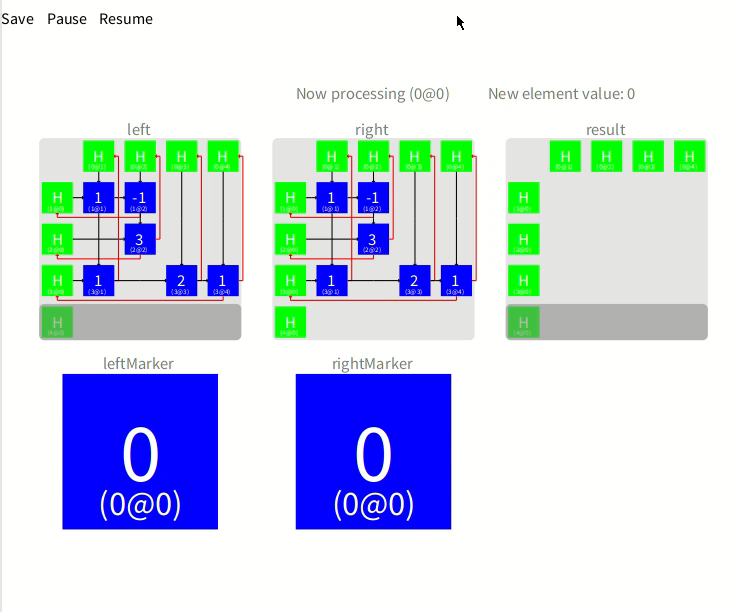 Save Pause Resume
Now processing (0@0) New element value: 0
left right result
H H H H H H H H H H H H
(0@1) (0@2) (0@3) (0@4) (0@1) (0@2) (0@3) (0@4) (0@1) (0@2) (0@3) (0@4)
H 1 -1 H 1 -1 H
(1@0) (1@1) (1@2) (1@0) (1@1) (1@2) (1@0)
H 3 H 3 H
(2@0) (2@2) (2@0) (2@2) (2@0)
H 1 2 1 H 1 2 1 H
(3@0) (3@1) (3@3) (3@4) (3@0) (3@1) (3@3) (3@4) (3@0)
H H H
(4@0) (4@0) (4@0)
leftMarker rightMarker
0 0
(0@0) (0@0)